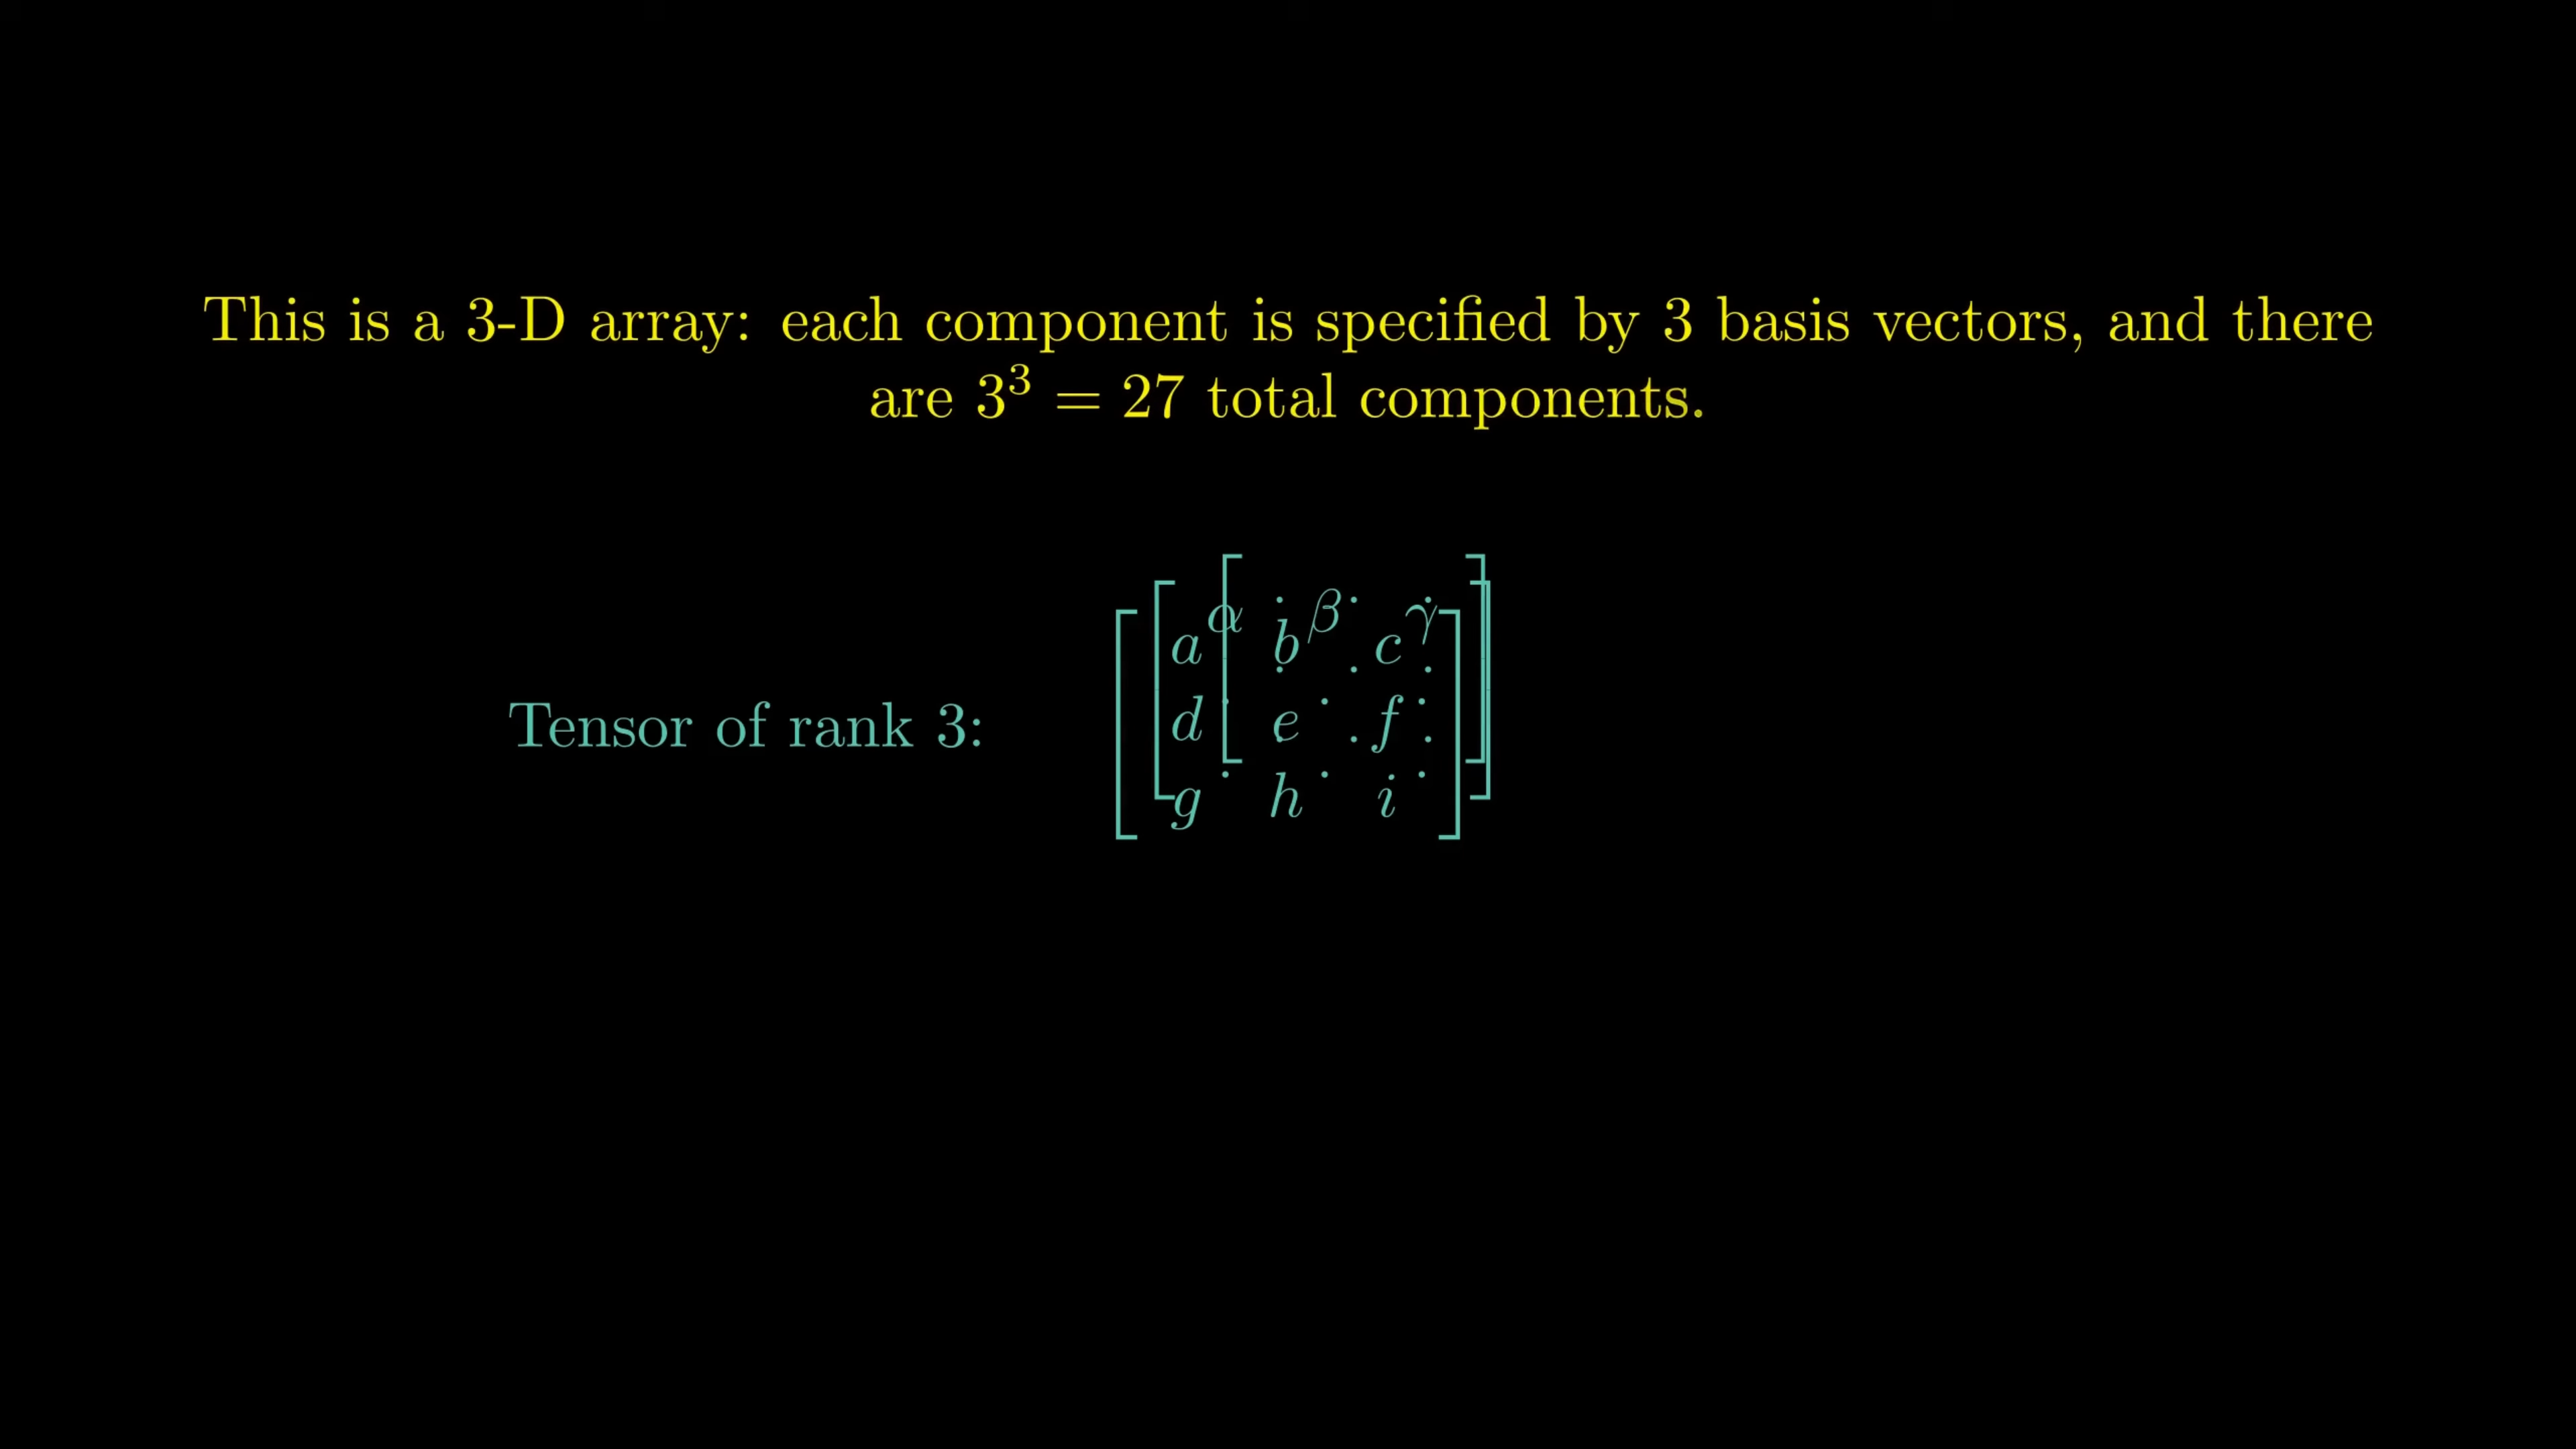 This is a 3-D array: each component is specified by 3 basis vectors, and there
are 3³ = 27 total components.
Tensor of rank 3:
α β γ
a b c
d e f
g h i